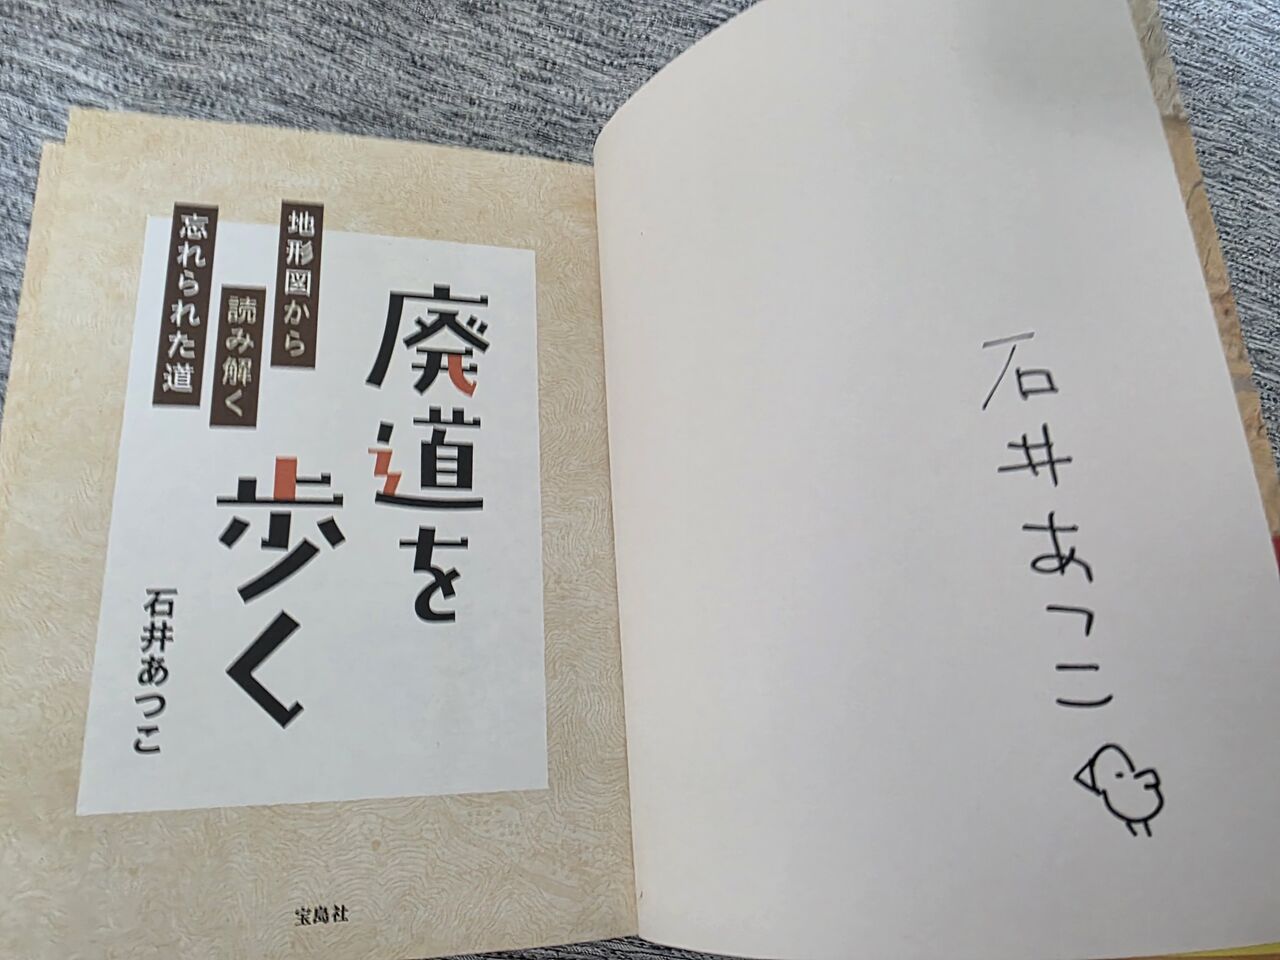 廃道を
歩く
地形図から
読み解く
忘れられた道
石井あつこ
宝島社
石井あつこ